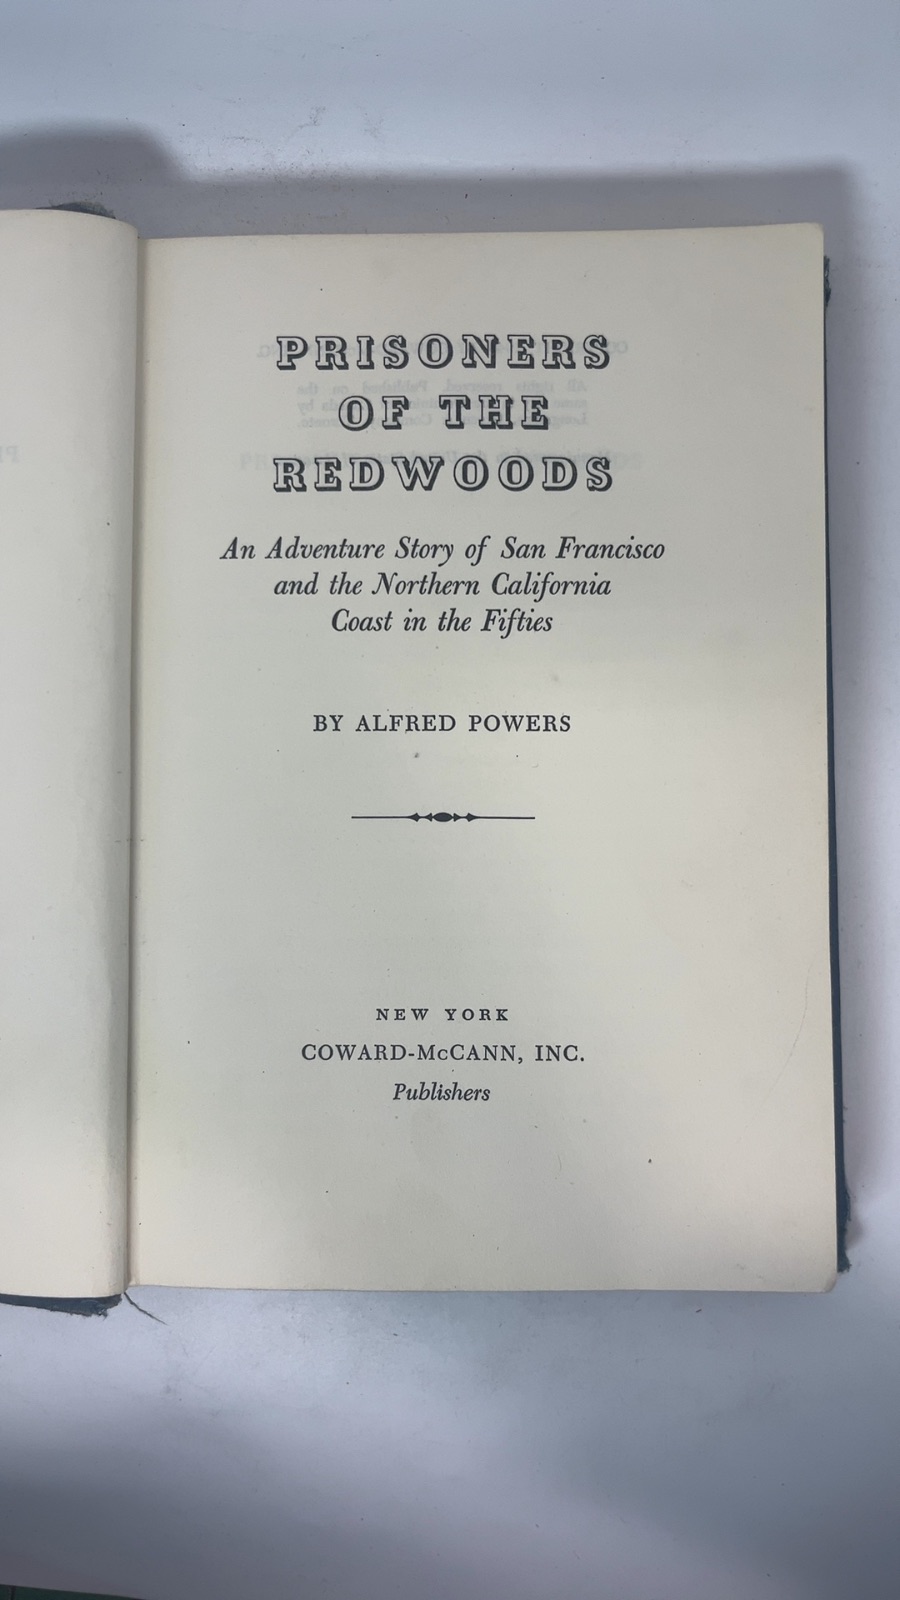 PRISONERS
OF THE
REDWOODS
An Adventure Story of San Francisco
and the Northern California
Coast in the Fifties
BY ALFRED POWERS
NEW YORK
COWARD-McCANN, INC.
Publishers